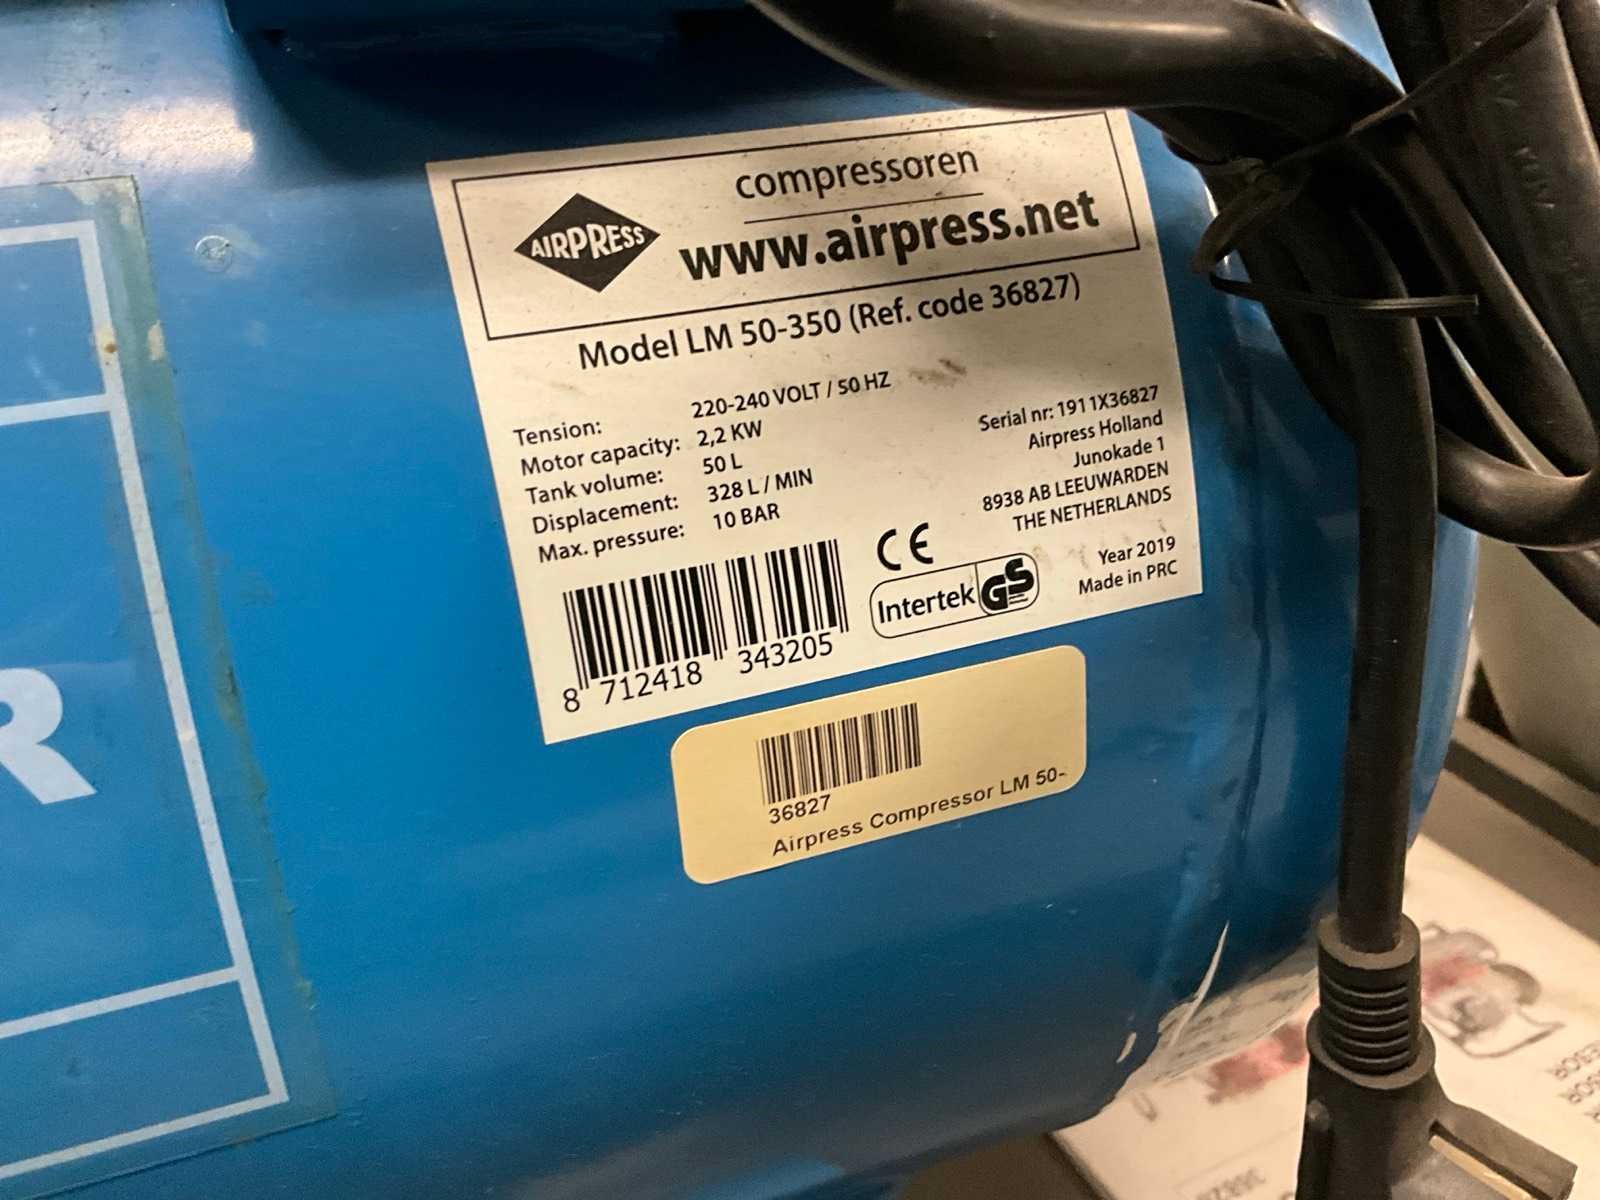 compressoren
AIRPRESS
www.airpress.net
Model LM 50-350 (Ref. code 36827)
Tension: 220-240 VOLT / 50 HZ
Motor capacity: 2,2 KW
Tank volume: 50 L
Displacement: 328 L / MIN
Max. pressure: 10 BAR
Serial nr: 1911X36827
Airpress Holland
Junokade 1
8938 AB LEEUWARDEN
THE NETHERLANDS
CE
Intertek GS
Year 2019
Made in PRC
8 712418 343205
36827
Airpress Compressor LM 50-
R